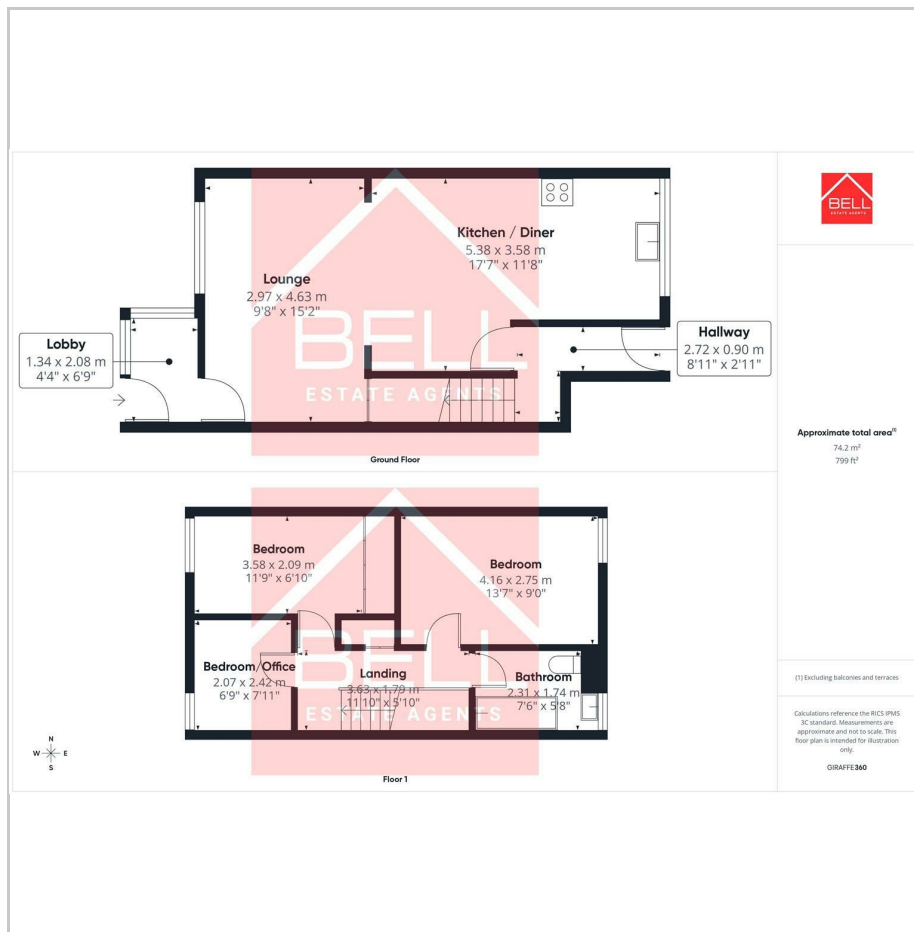 Kitchen / Diner
5.38 x 3.58 m
17'7" x 11'8"
Lounge
2.97 x 4.63 m
9'8" x 15'2"
Lobby
1.34 x 2.08 m
4'4" x 6'9"
Hallway
2.72 x 0.90 m
8'11" x 2'11"
BELL
ESTATE AGENTS
Ground Floor
Bedroom
3.58 x 2.09 m
11'9" x 6'10"
Bedroom
4.16 x 2.75 m
13'7" x 9'0"
Bedroom/Office
2.07 x 2.42 m
6'9" x 7'11"
Landing
3.63 x 1.79 m
11'10" x 5'10"
Bathroom
2.31 x 1.74 m
7'6" x 5'8"
BELL
ESTATE AGENTS
N
W E
S
Floor 1
BELL
ESTATE AGENTS
Approximate total area(1)
74.2 m²
799 ft²
(1) Excluding balconies and terraces
Calculations reference the RICS IPMS
3C standard. Measurements are
approximate and not to scale. This
floor plan is intended for illustration
only.
GIRAFFE360